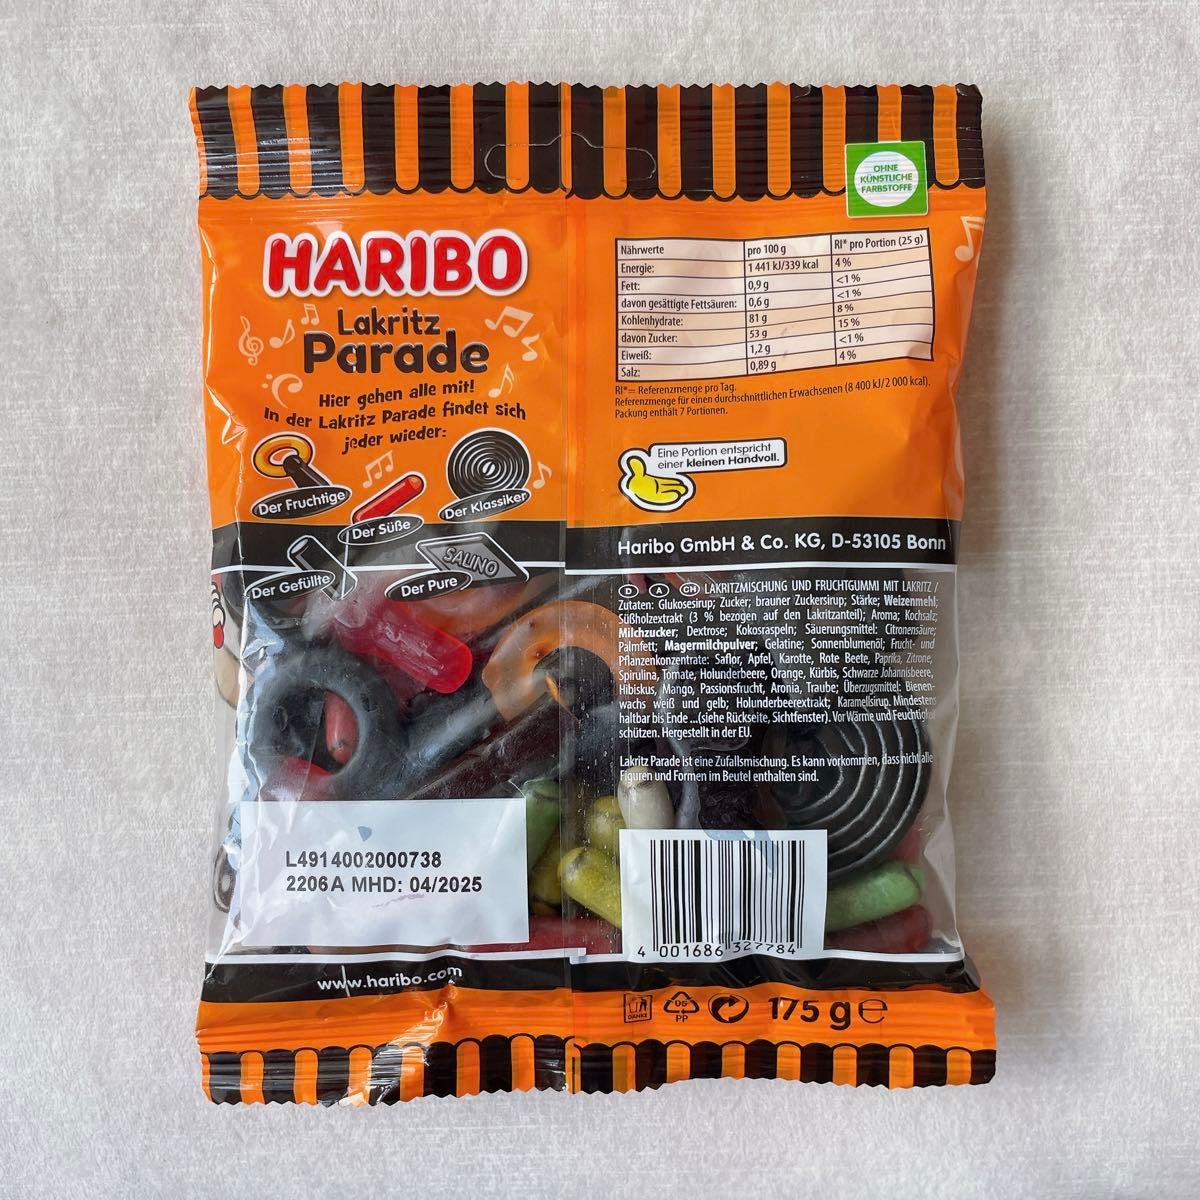 OHNE
KÜNSTLICHE
FARBSTOFFE
HARIBO
Lakritz
Parade
Hier gehen alle mit!
In der Lakritz Parade findet sich
jeder wieder:
Der Fruchtige
Der Süße
Der Klassiker
Der Gefüllte
Der Pure
SALINO
Nährwerte pro 100 g RI* pro Portion (25 g)
Energie: 1 441 kJ/339 kcal 4 %
Fett: 0,9 g <1 %
davon gesättigte Fettsäuren: 0,6 g <1 %
Kohlenhydrate: 81 g 8 %
davon Zucker: 53 g 15 %
Eiweiß: 1,2 g <1 %
Salz: 0,89 g 4 %
RI*= Referenzmenge pro Tag.
Referenzmenge für einen durchschnittlichen Erwachsenen (8 400 kJ/2 000 kcal).
Packung enthält 7 Portionen.
Eine Portion entspricht
einer kleinen Handvoll.
Haribo GmbH & Co. KG, D-53105 Bonn
D A CH LAKRITZMISCHUNG UND FRUCHTGUMMI MIT LAKRITZ /
Zutaten: Glukosesirup; Zucker; brauner Zuckersirup; Stärke; Weizenmehl;
Süßholzextrakt (3 % bezogen auf den Lakritzanteil); Aroma; Kochsalz;
Milchzucker; Dextrose; Kokosraspeln; Säuerungsmittel: Citronensäure;
Palmfett; Magermilchpulver; Gelatine; Sonnenblumenöl; Frucht- und
Pflanzenkonzentrate: Saflor, Apfel, Karotte, Rote Beete, Paprika, Zitrone,
Spirulina, Tomate, Holunderbeere, Orange, Kürbis, Schwarze Johannisbeere,
Hibiskus, Mango, Passionsfrucht, Aronia, Traube; Überzugsmittel: Bienen-
wachs weiß und gelb; Holunderbeerextrakt; Karamellsirup. Mindestens
haltbar bis Ende ...(siehe Rückseite, Sichtfenster). Vor Wärme und Feuchtigkeit
schützen. Hergestellt in der EU.
Lakritz Parade ist eine Zufallsmischung. Es kann vorkommen, dass nicht alle
Figuren und Formen im Beutel enthalten sind.
L4914002000738
2206A MHD: 04/2025
4 001686 327784
www.haribo.com
DANKE
05
PP
175 g e